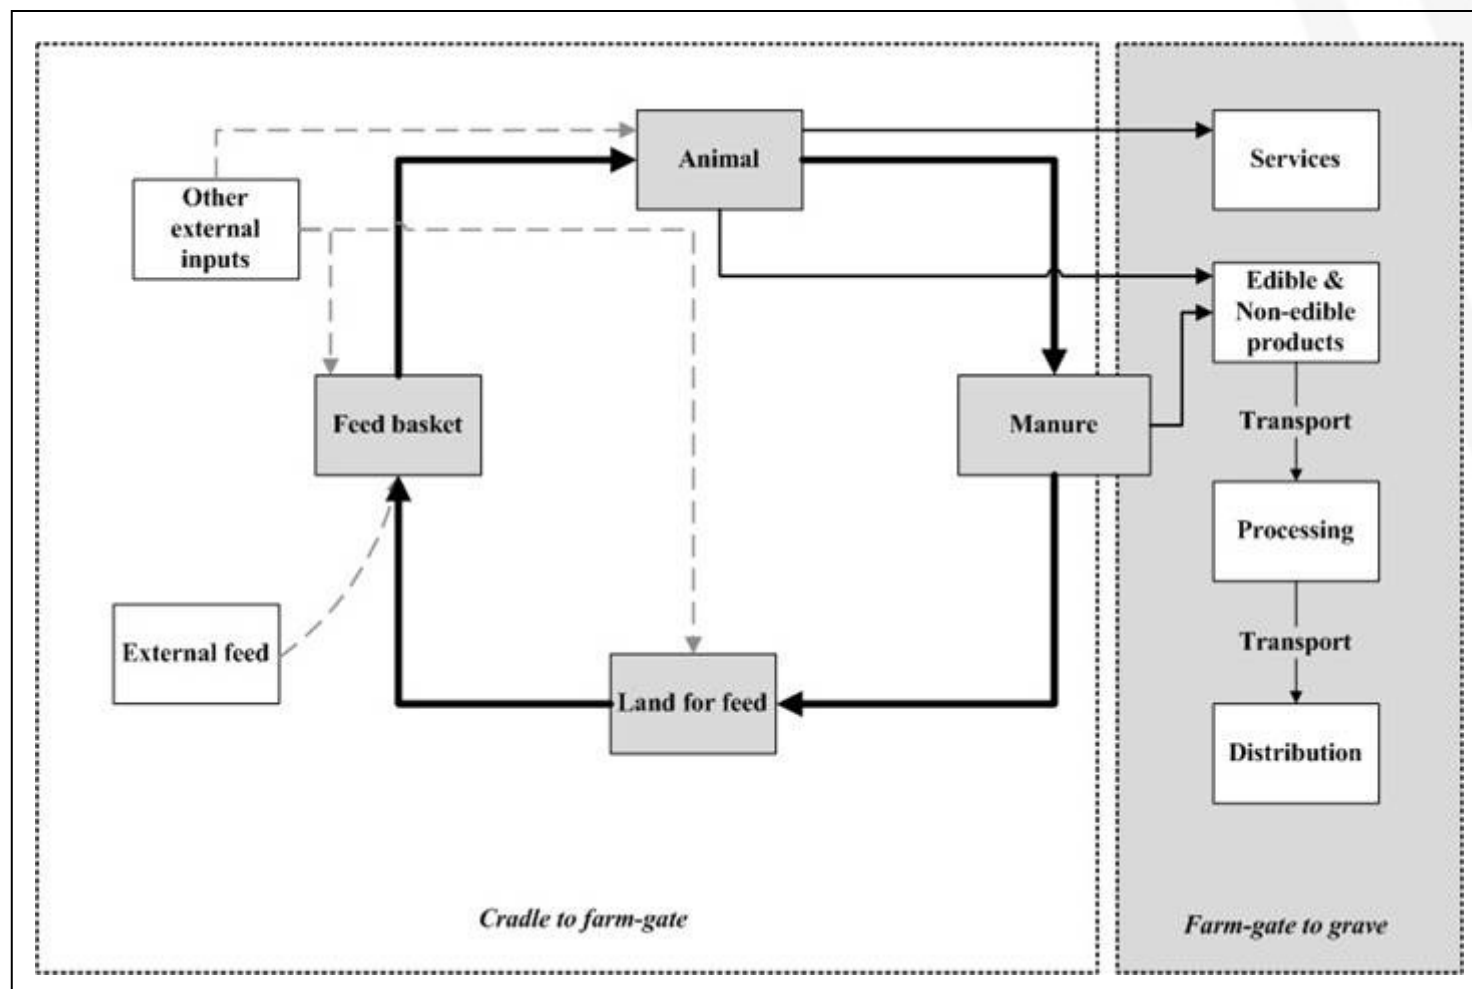 Animal
Services
Other
external
inputs
Edible &
Non-edible
products
Feed basket
Manure
Transport
Processing
External feed
Transport
Land for feed
Distribution
Cradle to farm-gate
Farm-gate to grave